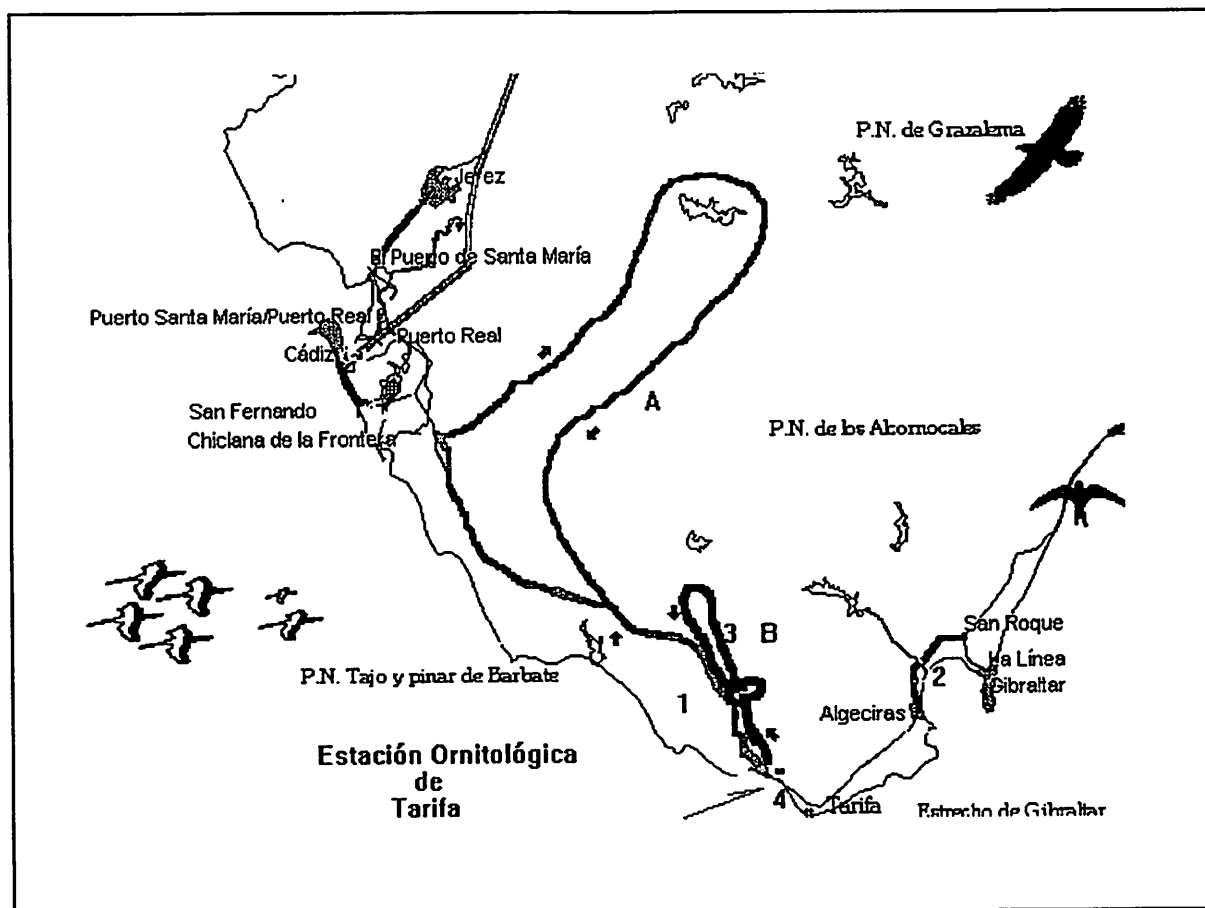 P.N. de Grazalema
Jerez
El Puerto de Santa María
Puerto Santa María/Puerto Real
Puerto Real
Cádiz
A
San Fernando
P.N. de los Alcornocales
Chiclana de la Frontera
San Roque
3 B
La Línea
2
P.N. Tajo y pinar de Barbate
Gibraltar
1
Algeciras
Estación Ornitológica
de
Tarifa
4
Tarifa
Estrecho de Gibraltar